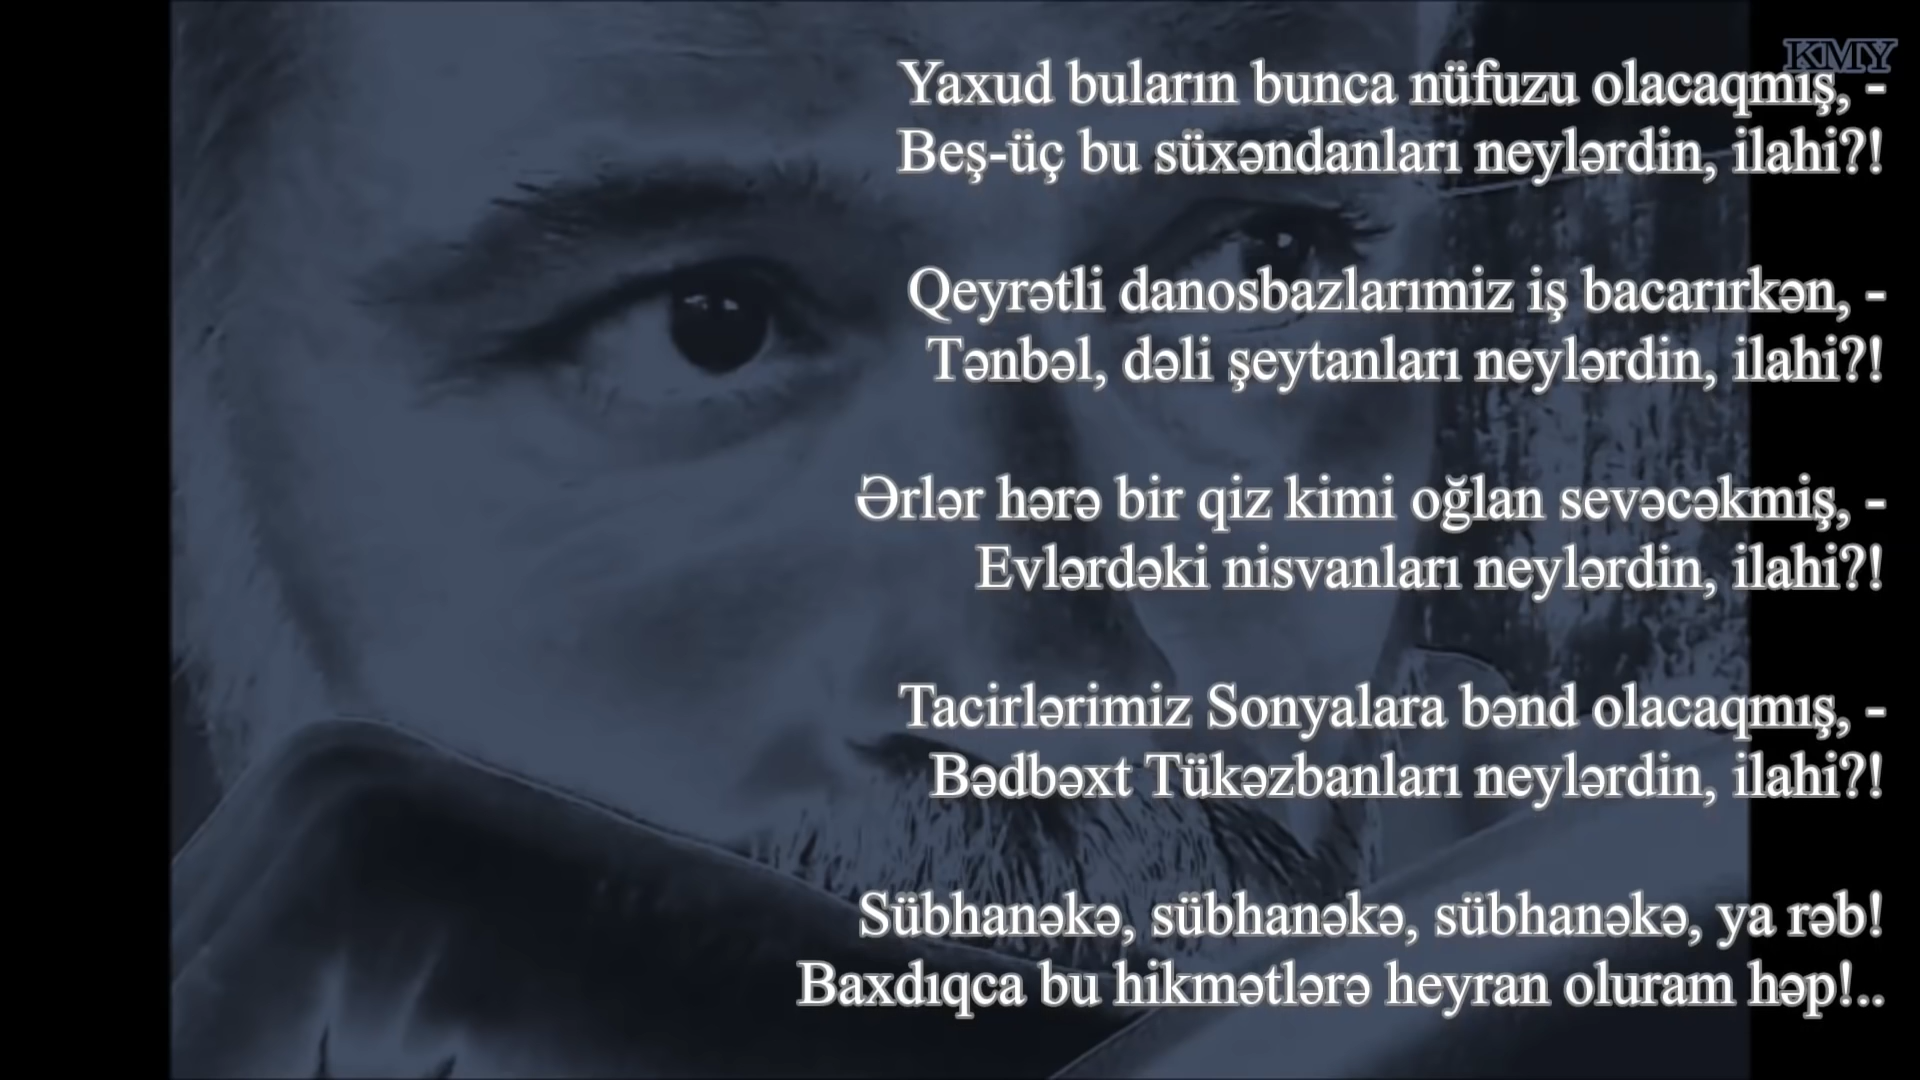 KMY
Yaxud buların bunca nüfuzu olacaqmış, -
Beş-üç bu süxəndanları neylərdin, ilahi?!
Qeyrətli danosbazlarımiz iş bacarırkən, -
Tənbəl, dəli şeytanları neylərdin, ilahi?!
Ərlər hərə bir qiz kimi oğlan sevəcəkmiş, -
Evlərdəki nisvanları neylərdin, ilahi?!
Tacirlərimiz Sonyalara bənd olacaqmış, -
Bədbəxt Tükəzbanları neylərdin, ilahi?!
Sübhanəkə, sübhanəkə, sübhanəkə, ya rəb!
Baxdıqca bu hikmətlərə heyran oluram həp!..